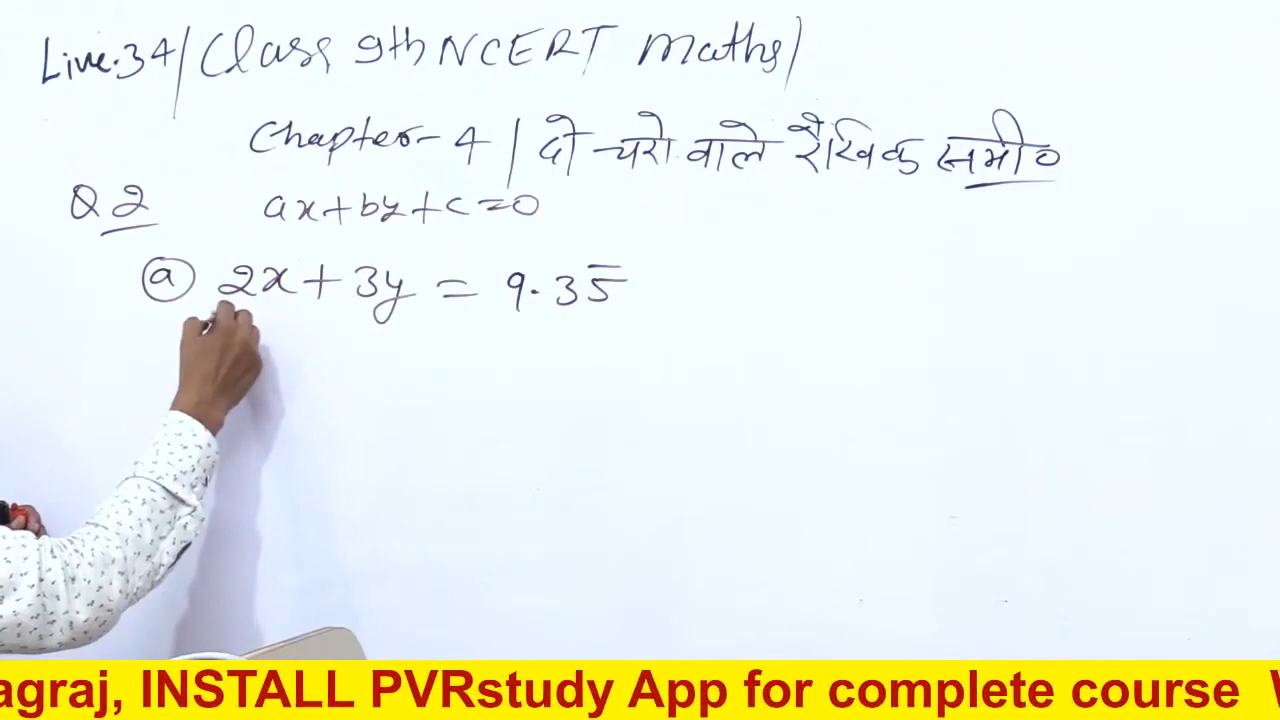 Live.34/Class 9th NCERT Maths/
Chapter-4/दो चरो वाले रैखिक समी०
Q 2 ax+by+c=0
(a) 2x+3y = 9.35̅
agraj, INSTALL PVRstudy App for complete course